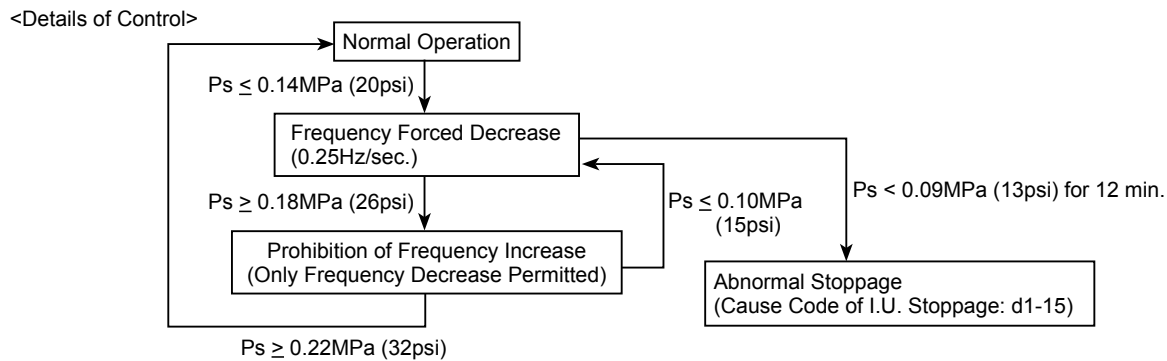 <Details of Control>
Normal Operation
Ps ≤ 0.14MPa (20psi)
Frequency Forced Decrease
(0.25Hz/sec.)
Ps ≥ 0.18MPa (26psi)
Ps ≤ 0.10MPa
(15psi)
Ps < 0.09MPa (13psi) for 12 min.
Prohibition of Frequency Increase
(Only Frequency Decrease Permitted)
Abnormal Stoppage
(Cause Code of I.U. Stoppage: d1-15)
Ps ≥ 0.22MPa (32psi)